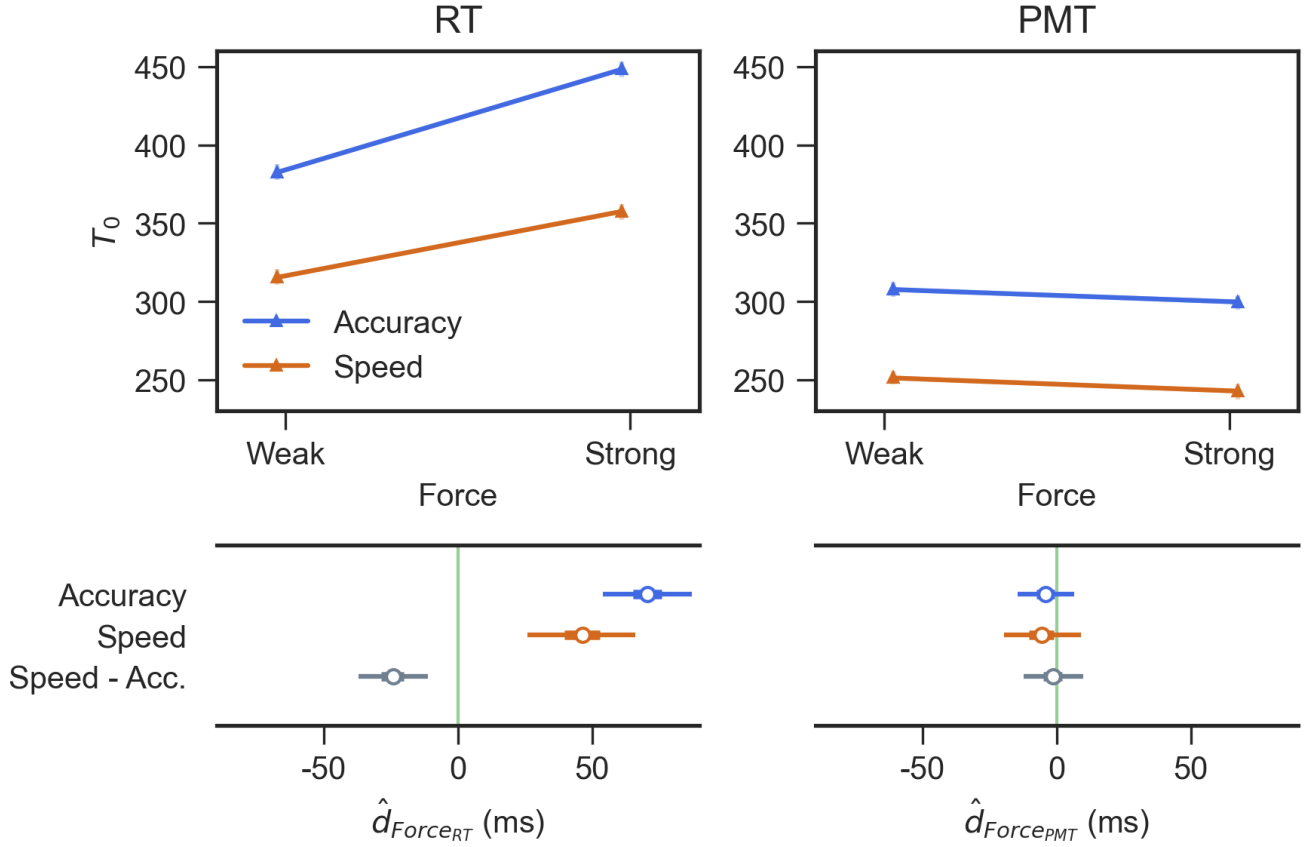 RT
PMT
T0
450
400
350
300
250
Accuracy
Speed
Weak
Strong
Force
450
400
350
300
250
Weak
Strong
Force
Accuracy
Speed
Speed - Acc.
-50
0
50
d̂ForceRT (ms)
-50
0
50
d̂ForcePMT (ms)